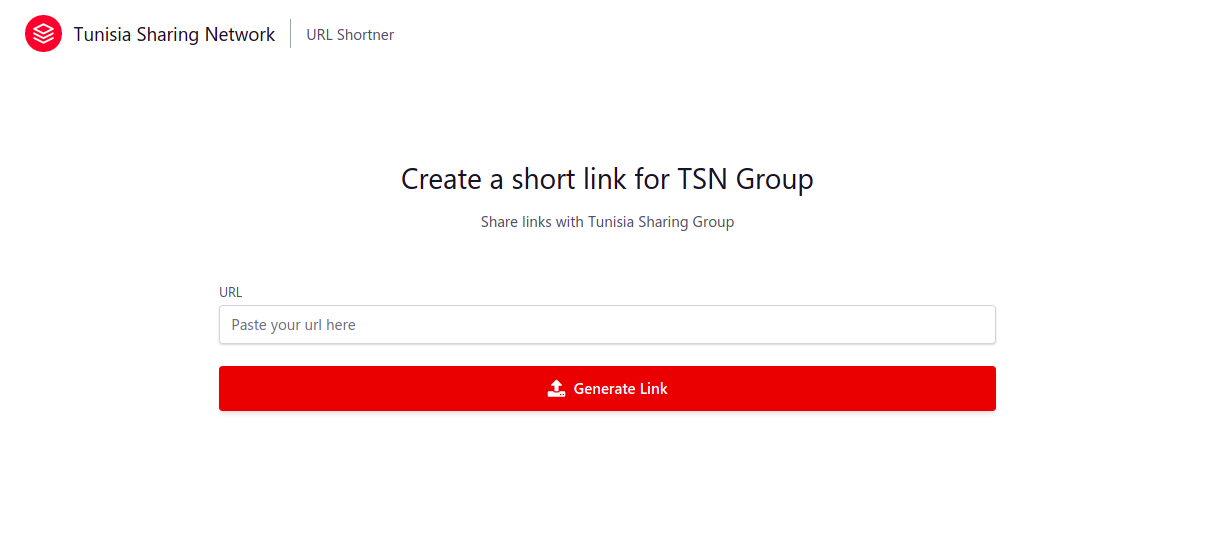 Tunisia Sharing Network URL Shortner
Create a short link for TSN Group
Share links with Tunisia Sharing Group
URL
Paste your url here
Generate Link